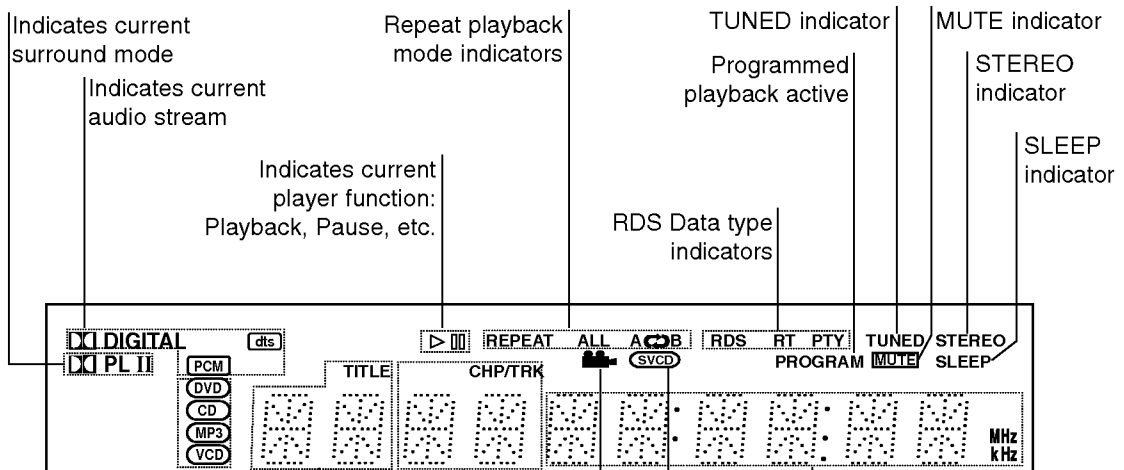 Indicates current
surround mode
Indicates current
audio stream
Repeat playback
mode indicators
Indicates current
player function:
Playback, Pause, etc.
TUNED indicator
MUTE indicator
Programmed
playback active
STEREO
indicator
SLEEP
indicator
RDS Data type
indicators
DIGITAL dts REPEAT ALL A B RDS RT PTY TUNED STEREO
PL II PCM TITLE CHP/TRK SVCD PROGRAM MUTE SLEEP
DVD
CD
MP3
VCD
MHz
kHz